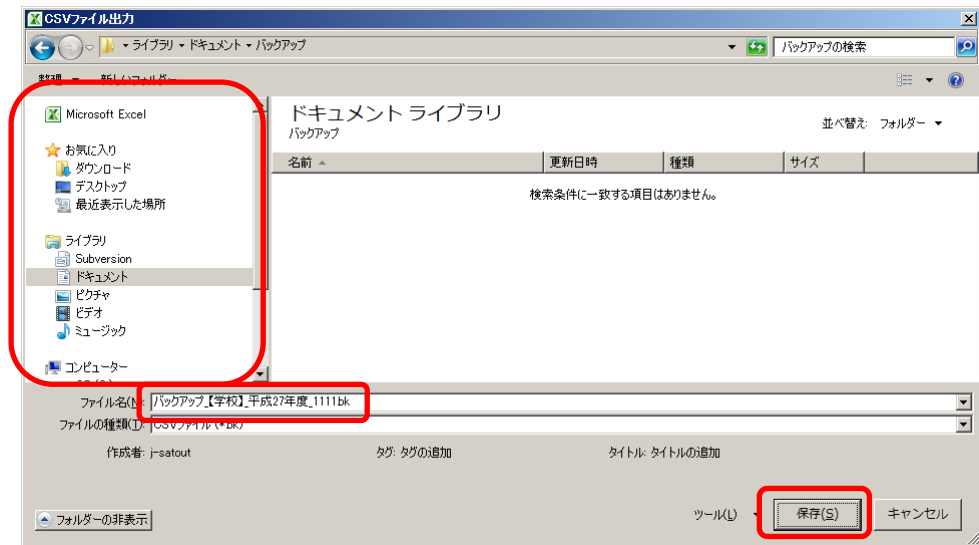 CSVファイル出力
ライブラリ ドキュメント バックアップ
バックアップの検索
整理 新しいフォルダー
Microsoft Excel
お気に入り
ダウンロード
デスクトップ
最近表示した場所
ライブラリ
Subversion
ドキュメント
ピクチャ
ビデオ
ミュージック
コンピューター
ドキュメント ライブラリ
バックアップ
並べ替え: フォルダー
名前 更新日時 種類 サイズ
検索条件に一致する項目はありません。
ファイル名(N): バックアップ_【学校】_平成27年度_1111.bk
ファイルの種類(T): CSVファイル (*.bk)
作成者: j-satout タグ: タグの追加 タイトル: タイトルの追加
フォルダーの非表示
ツール(L) 保存(S) キャンセル